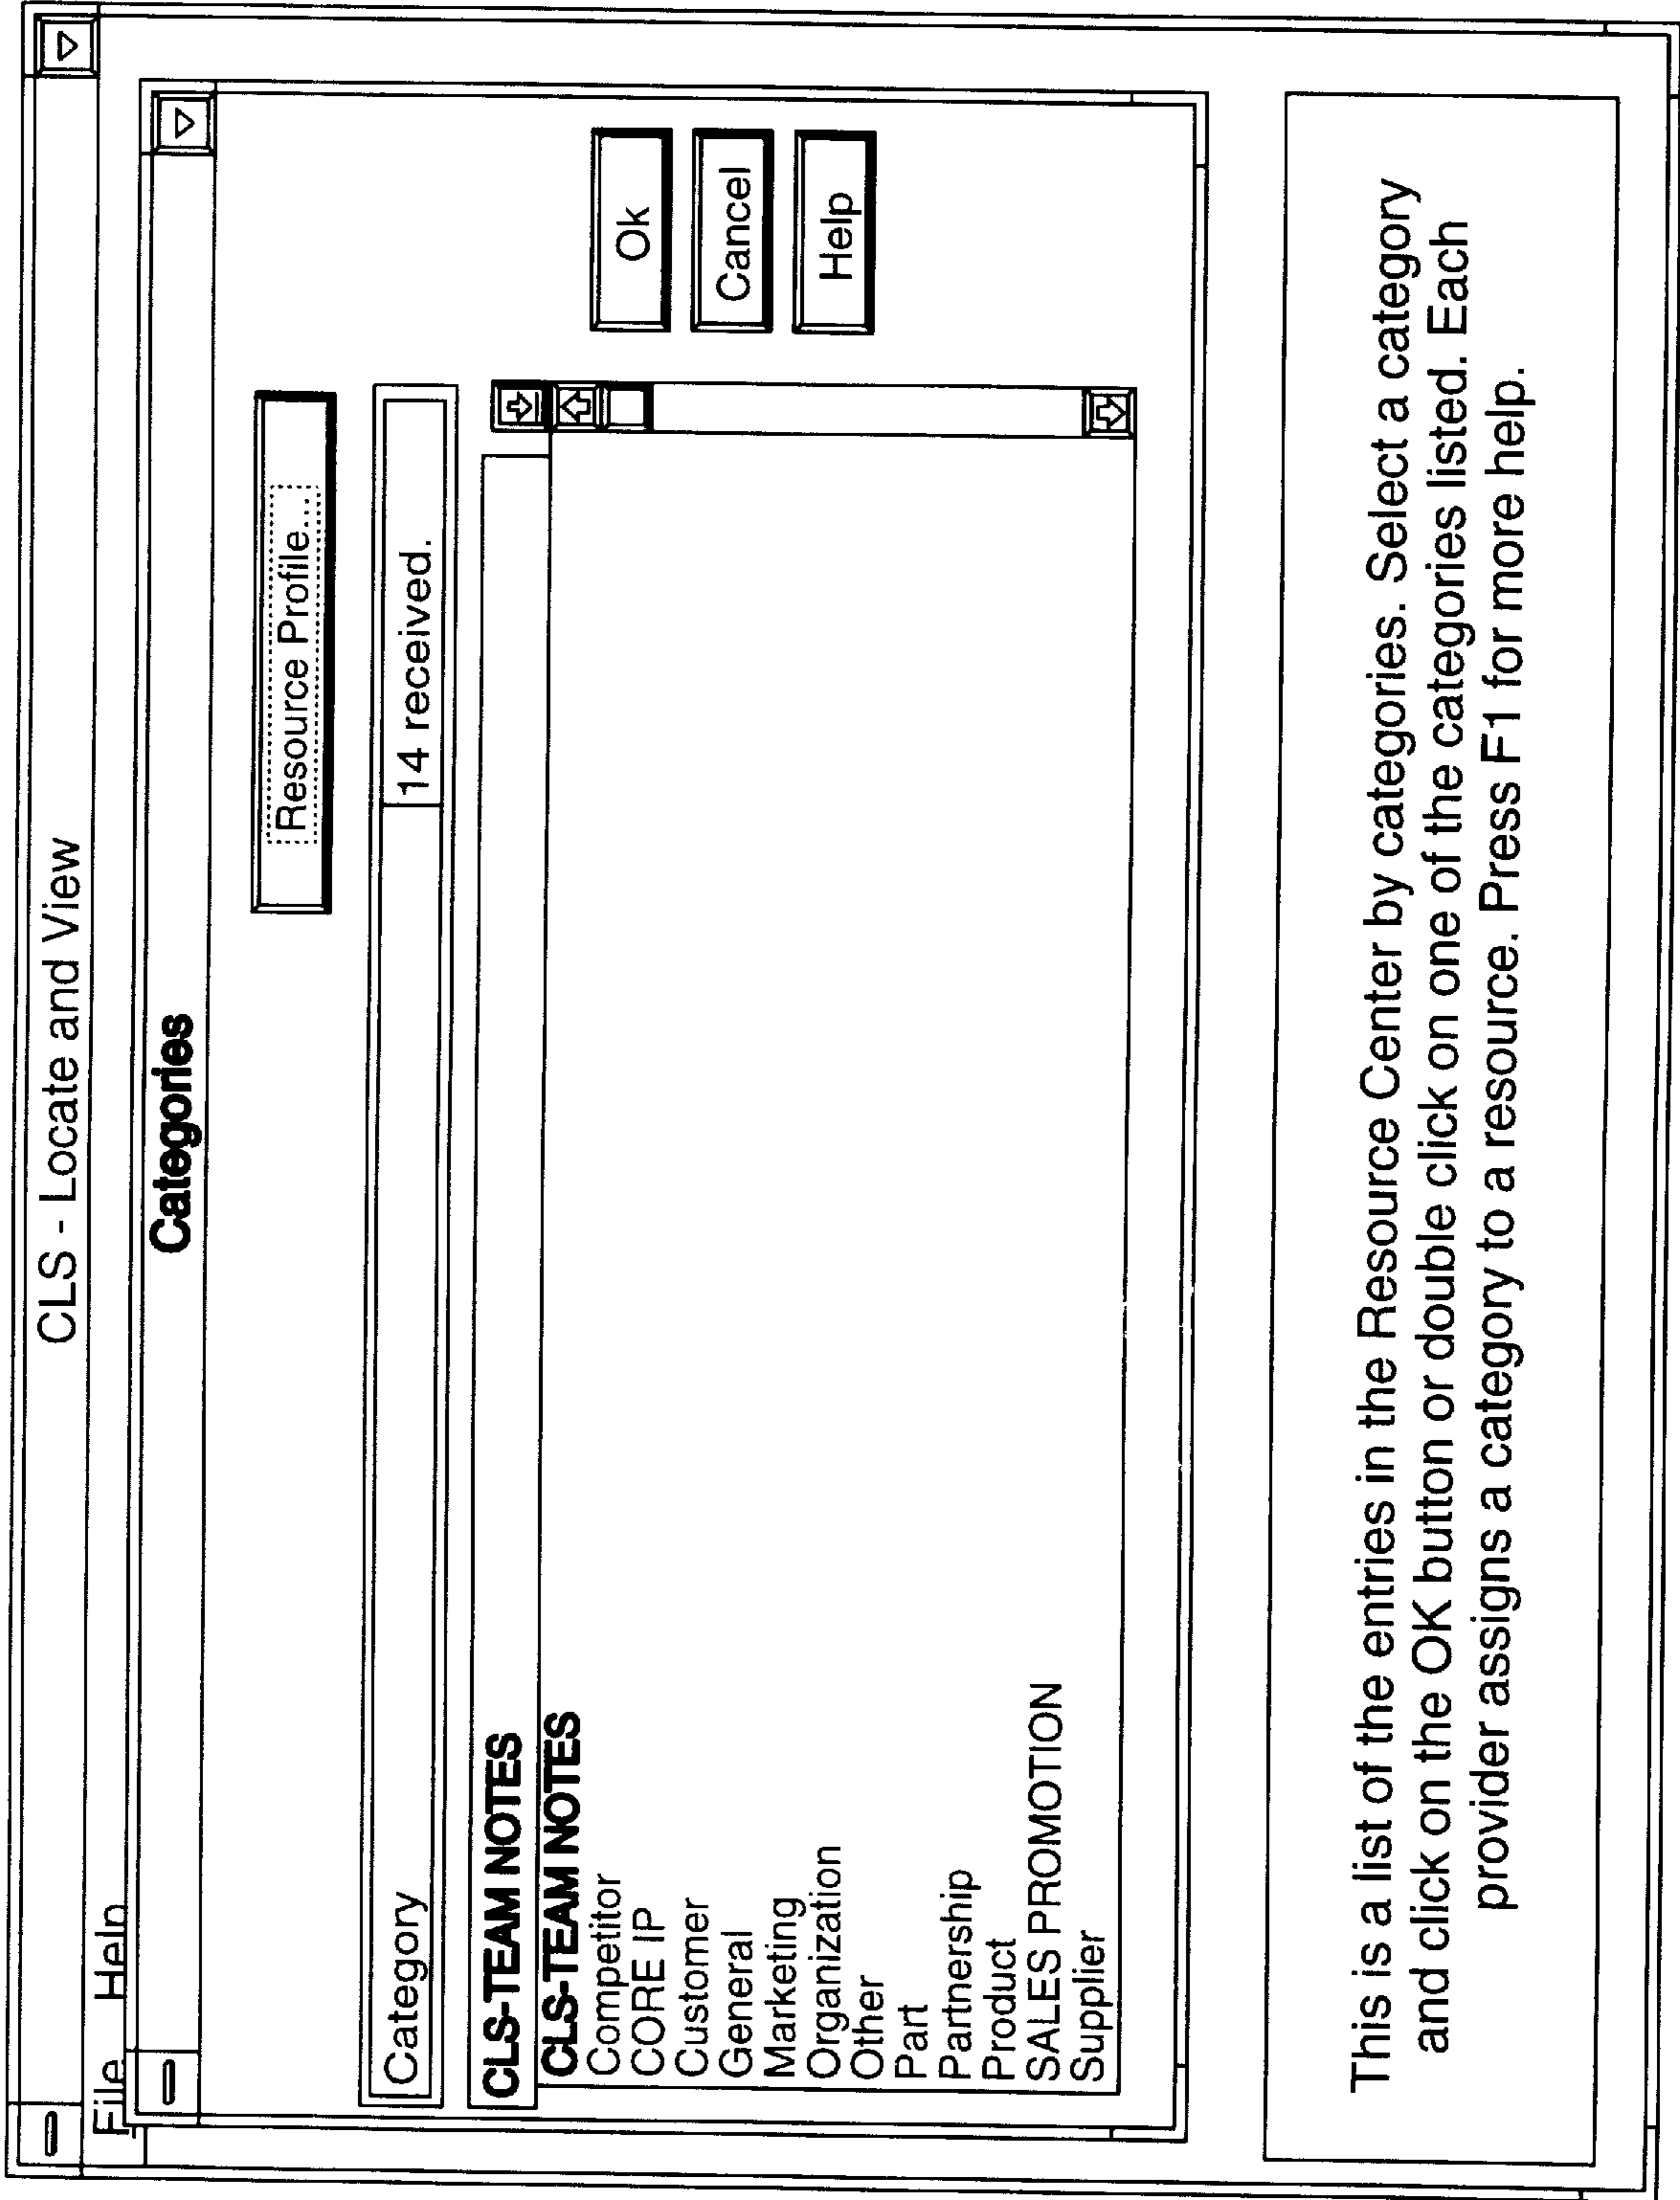 CLS - Locate and View
File Help
Categories
Resource Profile...
Category 14 received.
CLS-TEAM NOTES
CLS-TEAM NOTES
Competitor
CORE IP
Customer
General
Marketing
Organization
Other
Part
Partnership
Product
SALES PROMOTION
Supplier
Ok
Cancel
Help
This is a list of the entries in the Resource Center by categories. Select a category
and click on the OK button or double click on one of the categories listed. Each
provider assigns a category to a resource. Press F1 for more help.